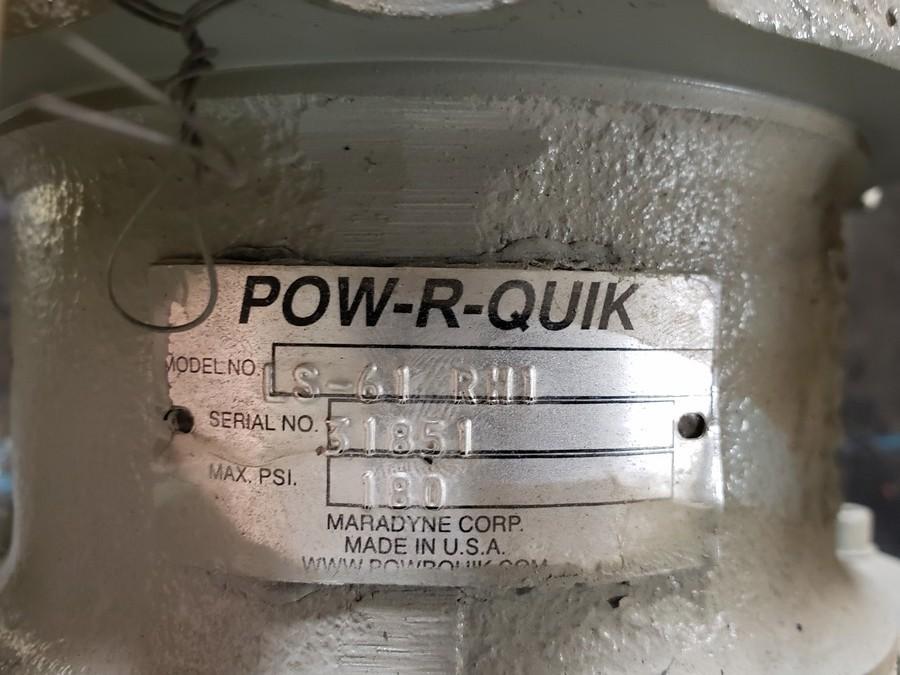 POW-R-QUIK
MODEL NO. LS-61 RH1
SERIAL NO. 31851
MAX. PSI. 180
MARADYNE CORP.
MADE IN U.S.A.
WWW.POWRQUIK.COM